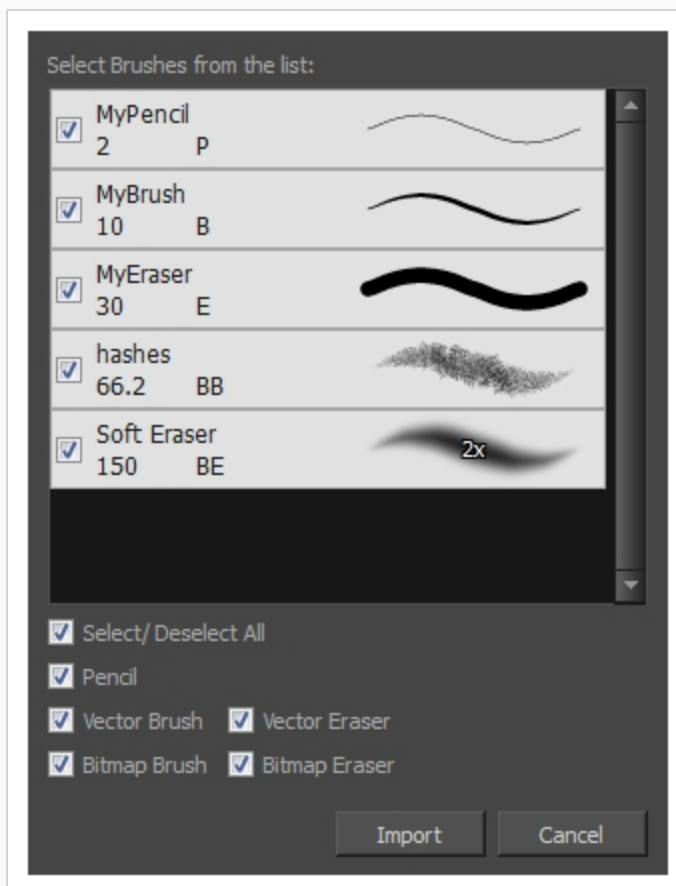 Select Brushes from the list:
MyPencil
2 P
MyBrush
10 B
MyEraser
30 E
hashes
66.2 BB
Soft Eraser
150 BE
2x
Select/ Deselect All
Pencil
Vector Brush Vector Eraser
Bitmap Brush Bitmap Eraser
Import Cancel